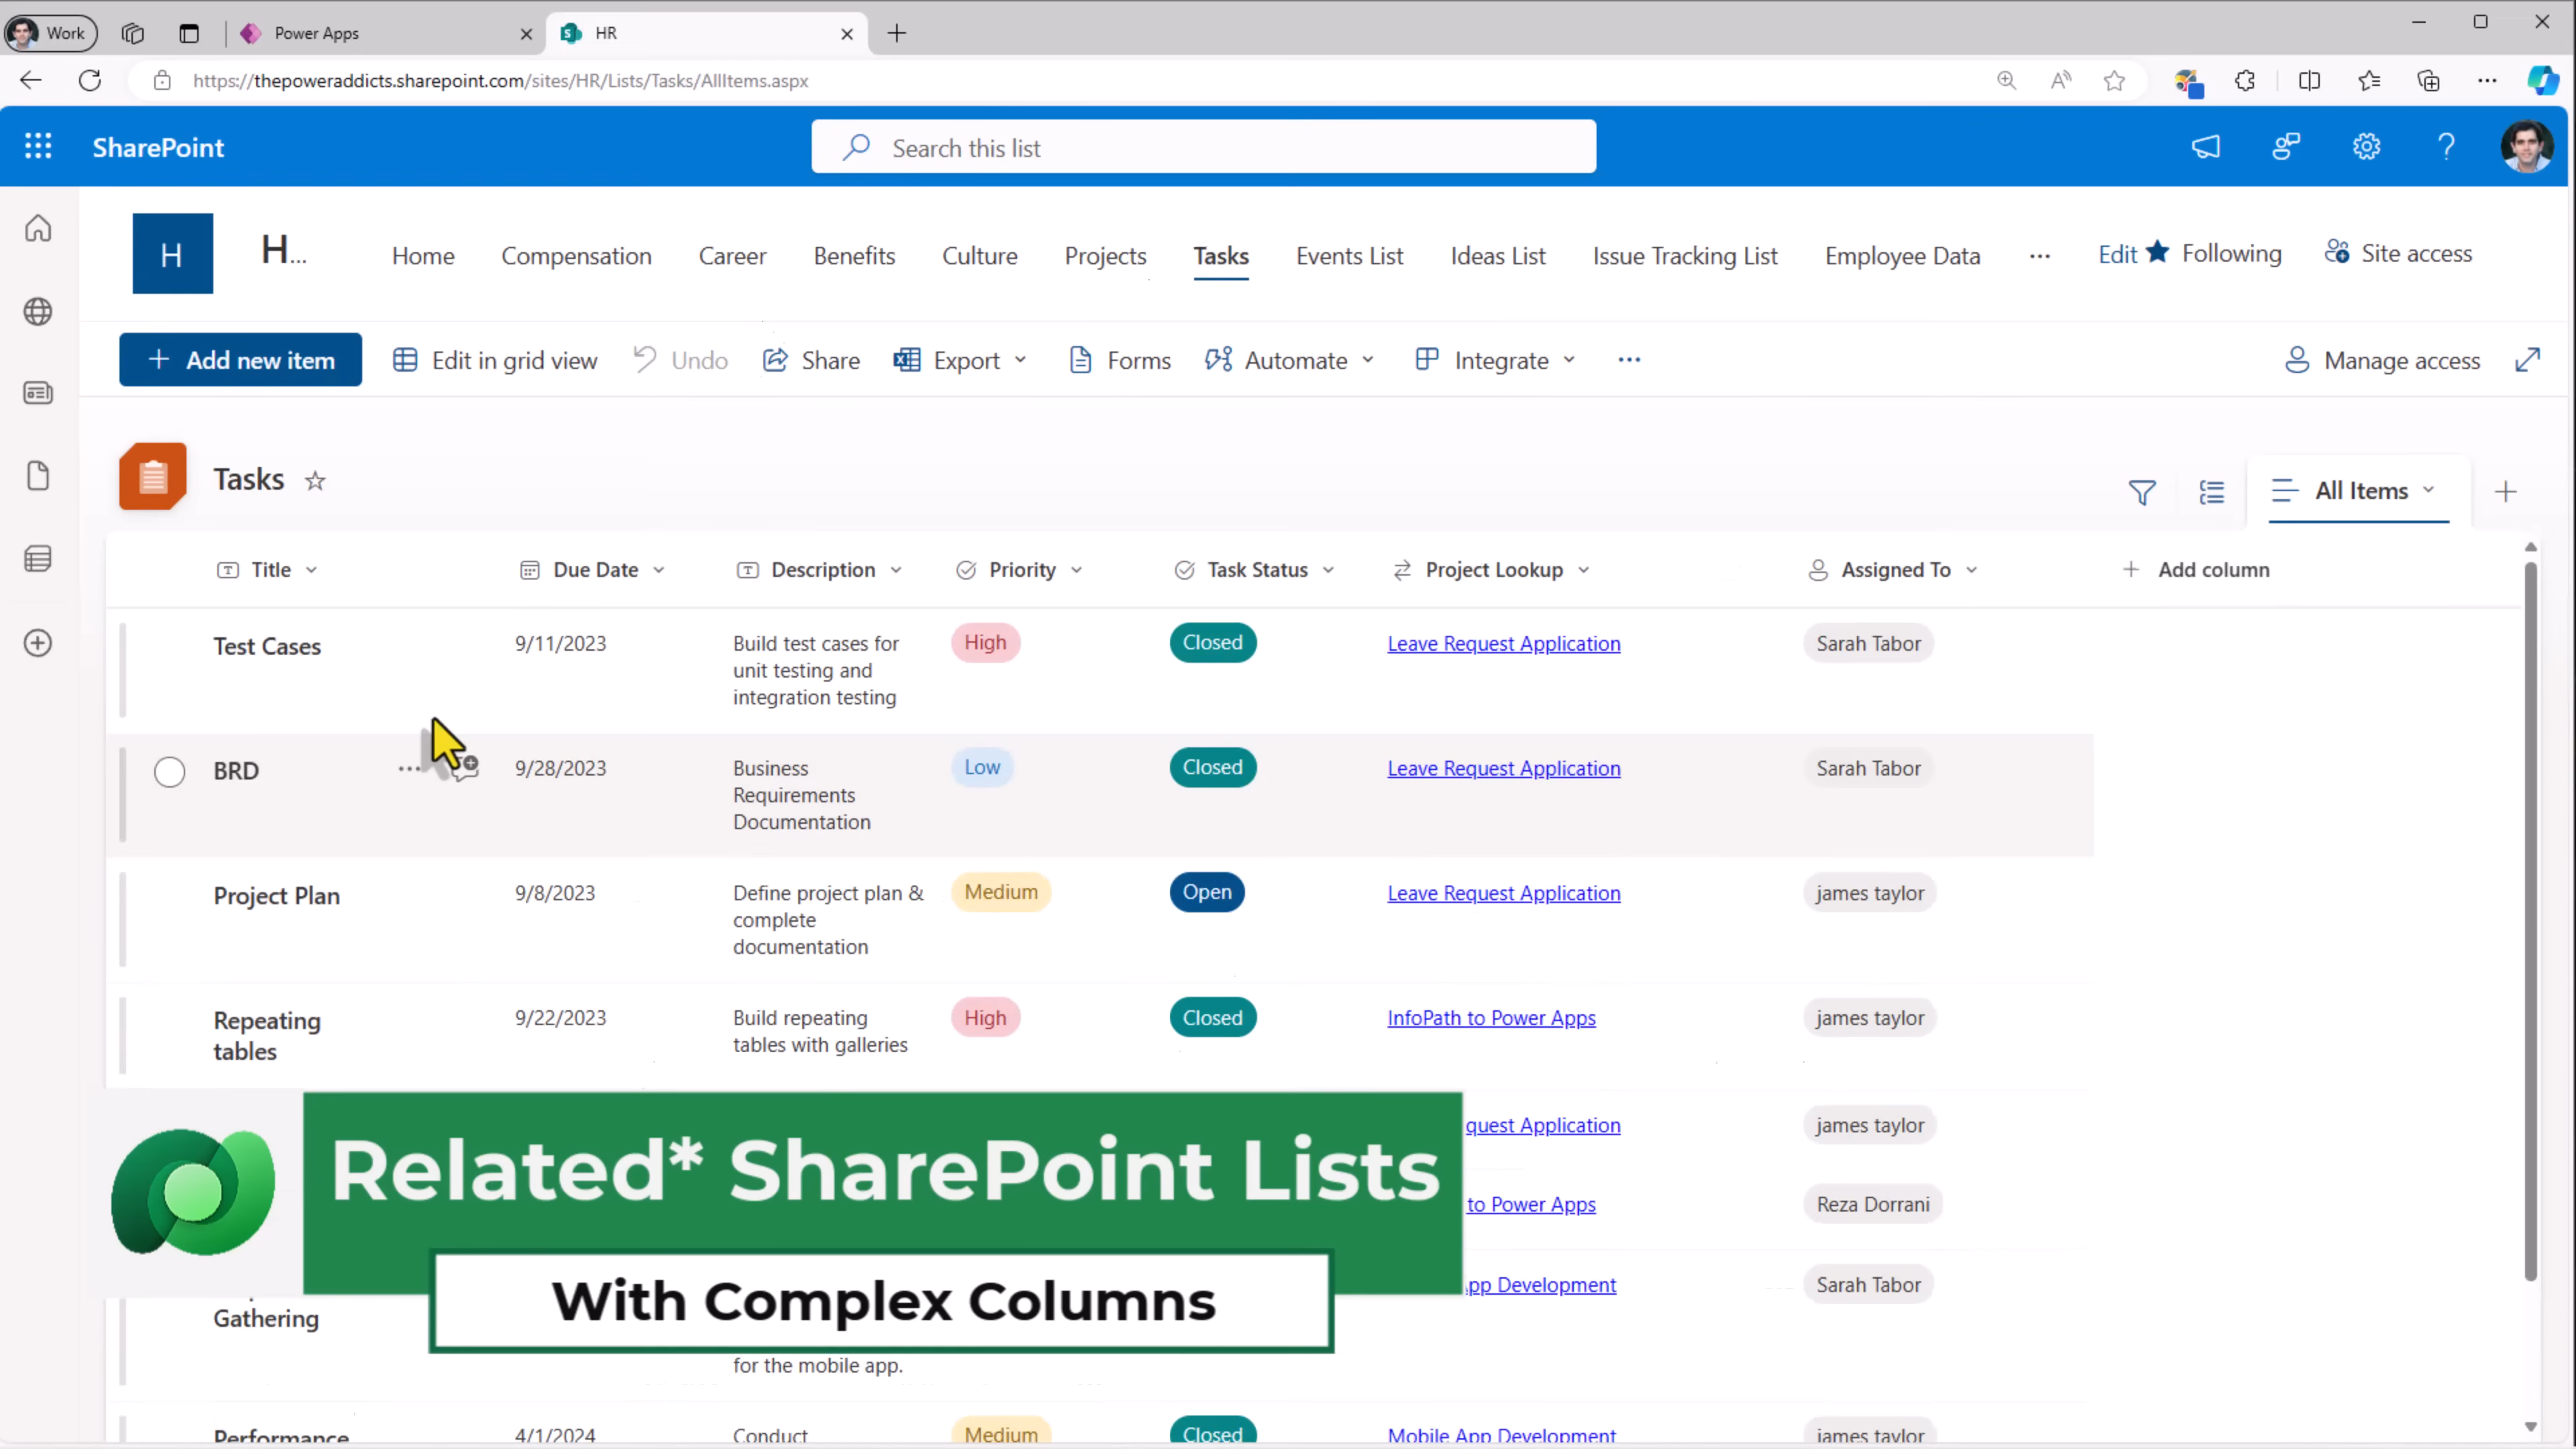 Work
Power Apps
HR
https://thepoweraddicts.sharepoint.com/sites/HR/Lists/Tasks/AllItems.aspx
SharePoint
Search this list
H
H...
Home
Compensation
Career
Benefits
Culture
Projects
Tasks
Events List
Ideas List
Issue Tracking List
Employee Data
Edit
Following
Site access
Add new item
Edit in grid view
Undo
Share
Export
Forms
Automate
Integrate
Manage access
Tasks
All Items
Title
Due Date
Description
Priority
Task Status
Project Lookup
Assigned To
Add column
Test Cases
9/11/2023
Build test cases for
unit testing and
integration testing
High
Closed
Leave Request Application
Sarah Tabor
BRD
9/28/2023
Business
Requirements
Documentation
Low
Closed
Leave Request Application
Sarah Tabor
Project Plan
9/8/2023
Define project plan &
complete
documentation
Medium
Open
Leave Request Application
james taylor
Repeating
tables
9/22/2023
Build repeating
tables with galleries
High
Closed
InfoPath to Power Apps
james taylor
quest Application
james taylor
to Power Apps
Reza Dorrani
pp Development
Sarah Tabor
Related* SharePoint Lists
With Complex Columns
Gathering
for the mobile app.
Performance
4/1/2024
Conduct
Medium
Closed
Mobile App Development
james taylor